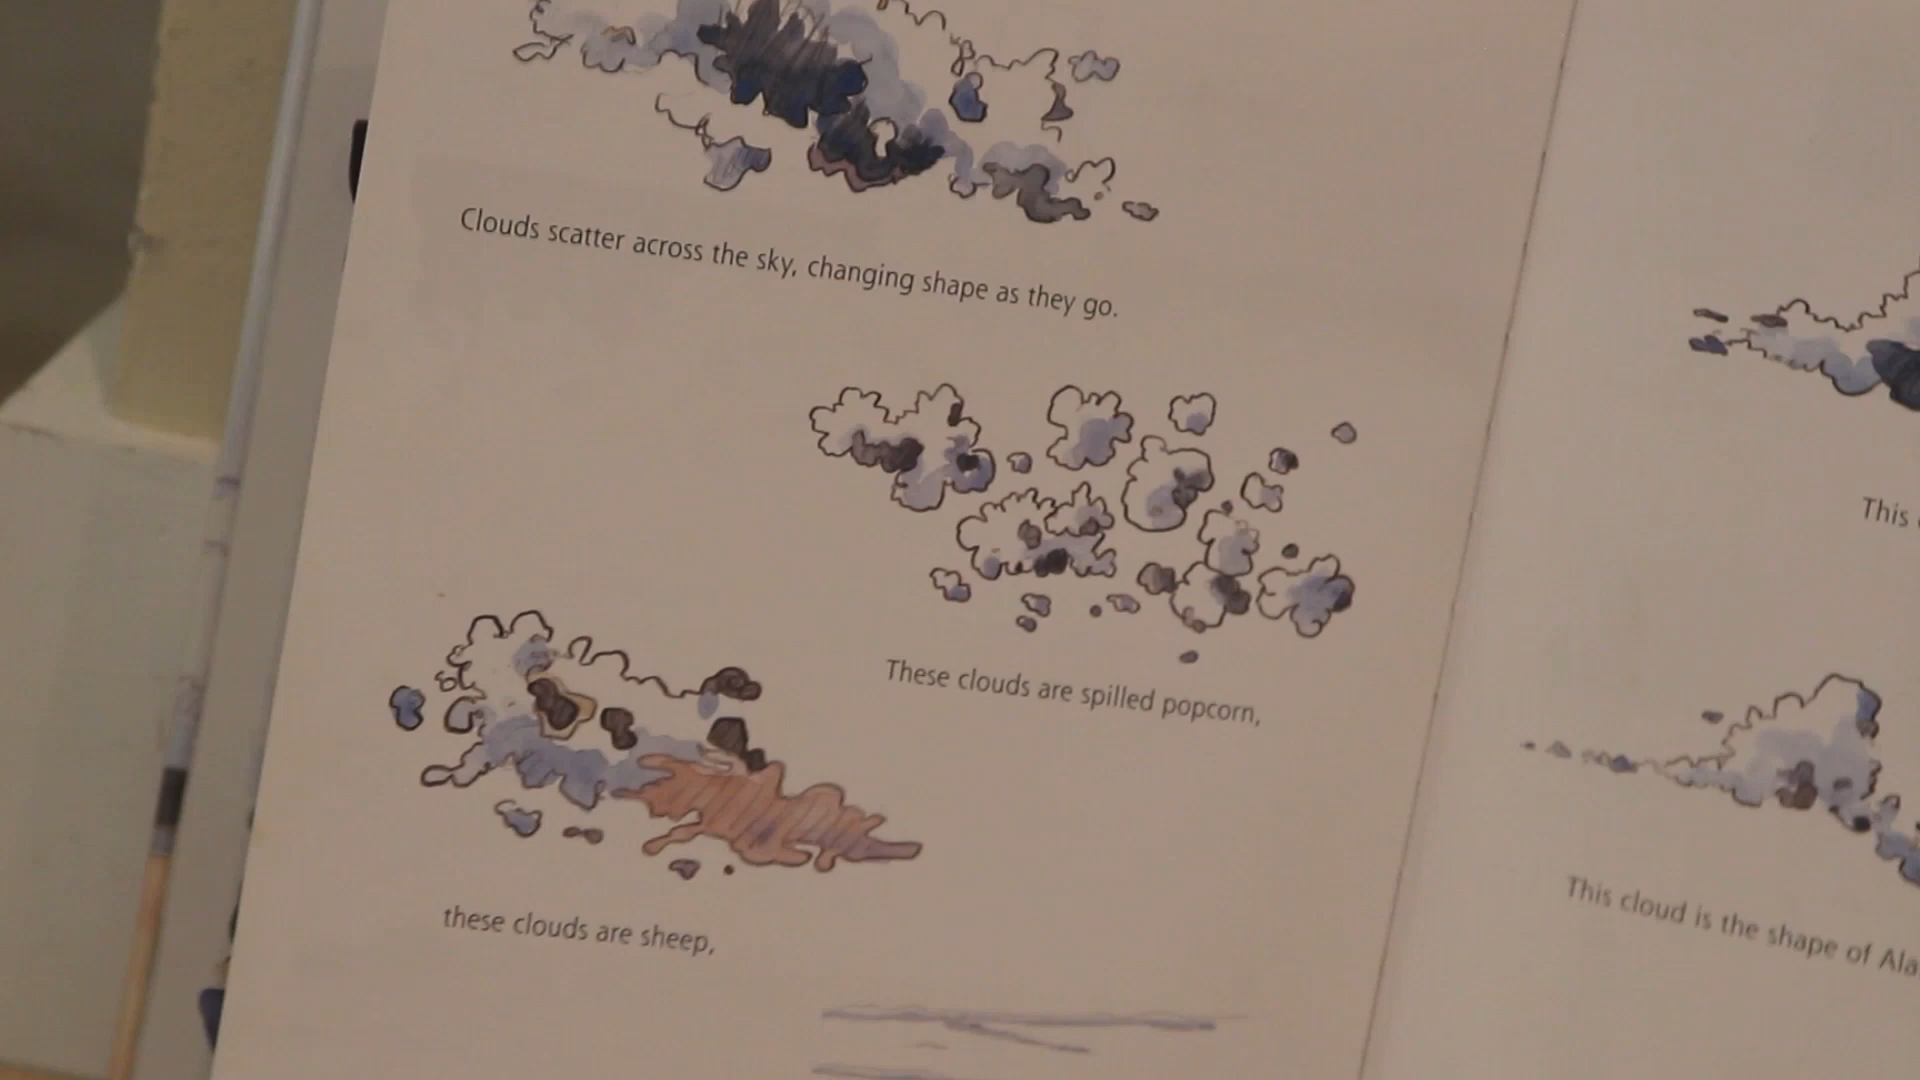 Clouds scatter across the sky, changing shape as they go.
These clouds are spilled popcorn,
these clouds are sheep,
This
This cloud is the shape of Ala